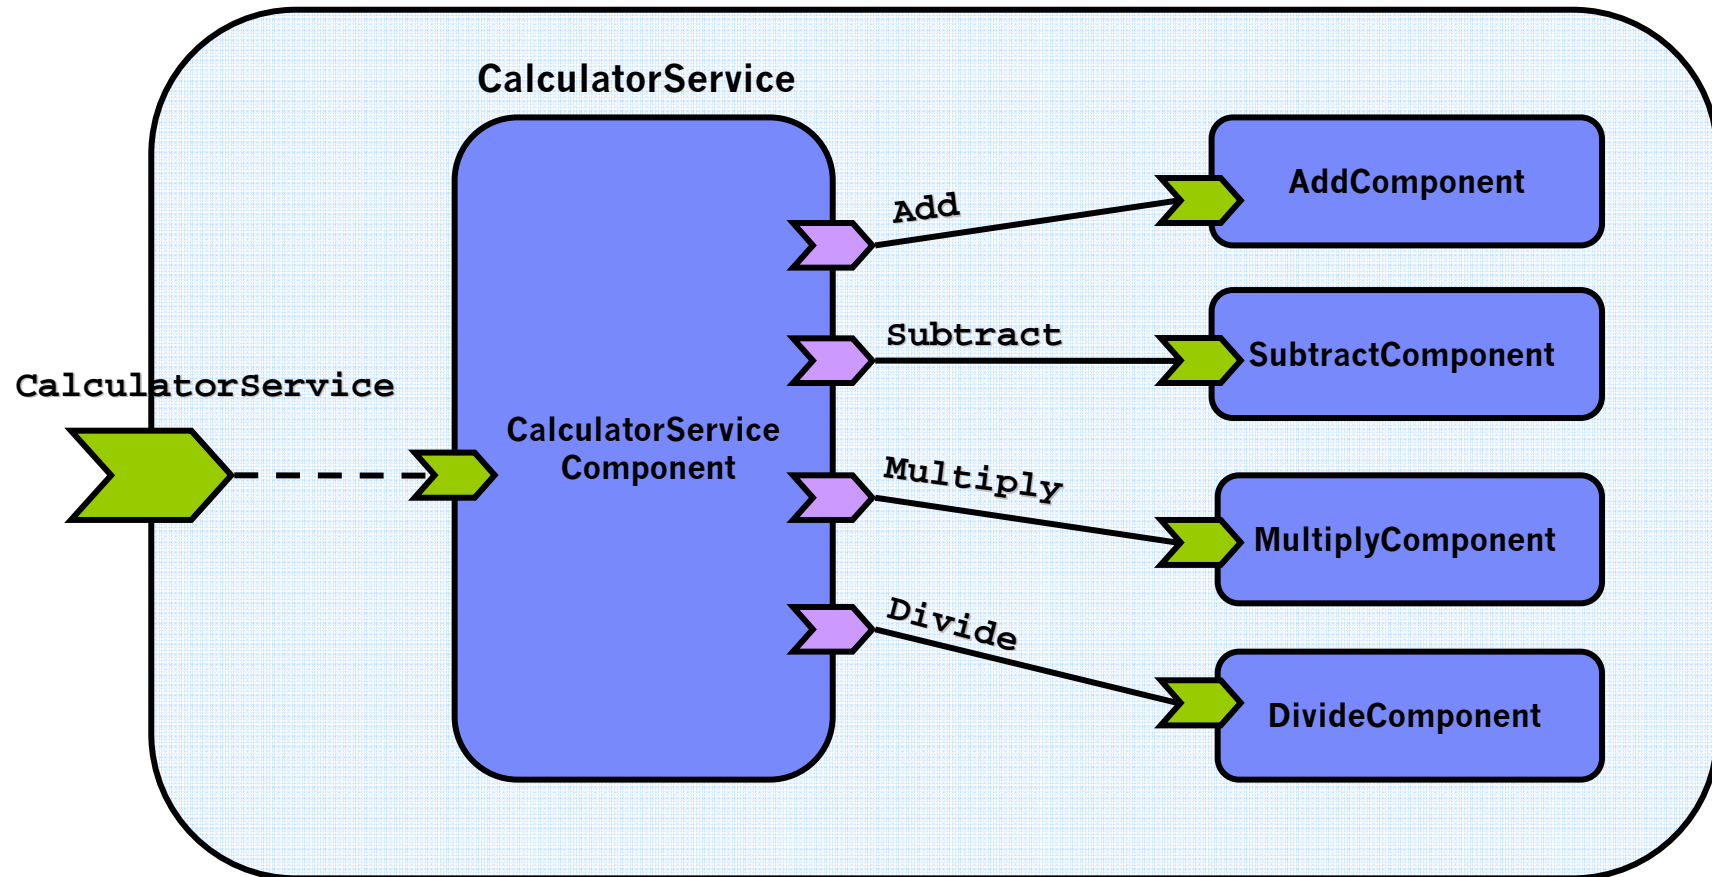 CalculatorService
CalculatorService
CalculatorService
Component
Add
Subtract
Multiply
Divide
AddComponent
SubtractComponent
MultiplyComponent
DivideComponent